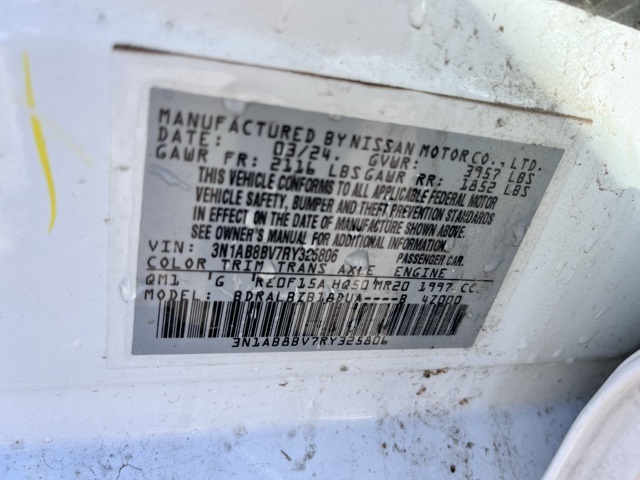 MANUFACTURED BY NISSAN MOTOR CO., LTD.
DATE: 03/24. GVWR: 3957 LBS
GAWR FR: 2116 LBS GAWR RR: 1852 LBS
THIS VEHICLE CONFORMS TO ALL APPLICABLE FEDERAL MOTOR
VEHICLE SAFETY, BUMPER AND THEFT PREVENTION STANDARDS
IN EFFECT ON THE DATE OF MANUFACTURE SHOWN ABOVE.
SEE OWNER'S MANUAL FOR ADDITIONAL INFORMATION.
VIN: 3N1AB8BV7RY325806 PASSENGER CAR.
COLOR TRIM TRANS AXLE ENGINE
QM1 G RE0F15A HQ50 MR20 1997 CC
BDRALBZB18DUA----B 47000
3N1AB8BV7RY325806